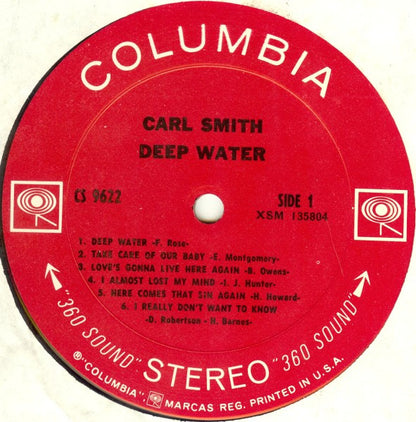 COLUMBIA
CARL SMITH
DEEP WATER
CS 9622
SIDE 1
XSM 135804
1. DEEP WATER -F. Rose-
2. TAKE CARE OF OUR BABY -E. Montgomery-
3. LOVE'S GONNA LIVE HERE AGAIN -B. Owens-
4. I ALMOST LOST MY MIND -I. J. Hunter-
5. HERE COMES THAT SIN AGAIN -H. Howard-
6. I REALLY DON'T WANT TO KNOW
-D. Robertson - H. Barnes-
"360 SOUND" STEREO "360 SOUND"
®"COLUMBIA", MARCAS REG. PRINTED IN U.S.A.